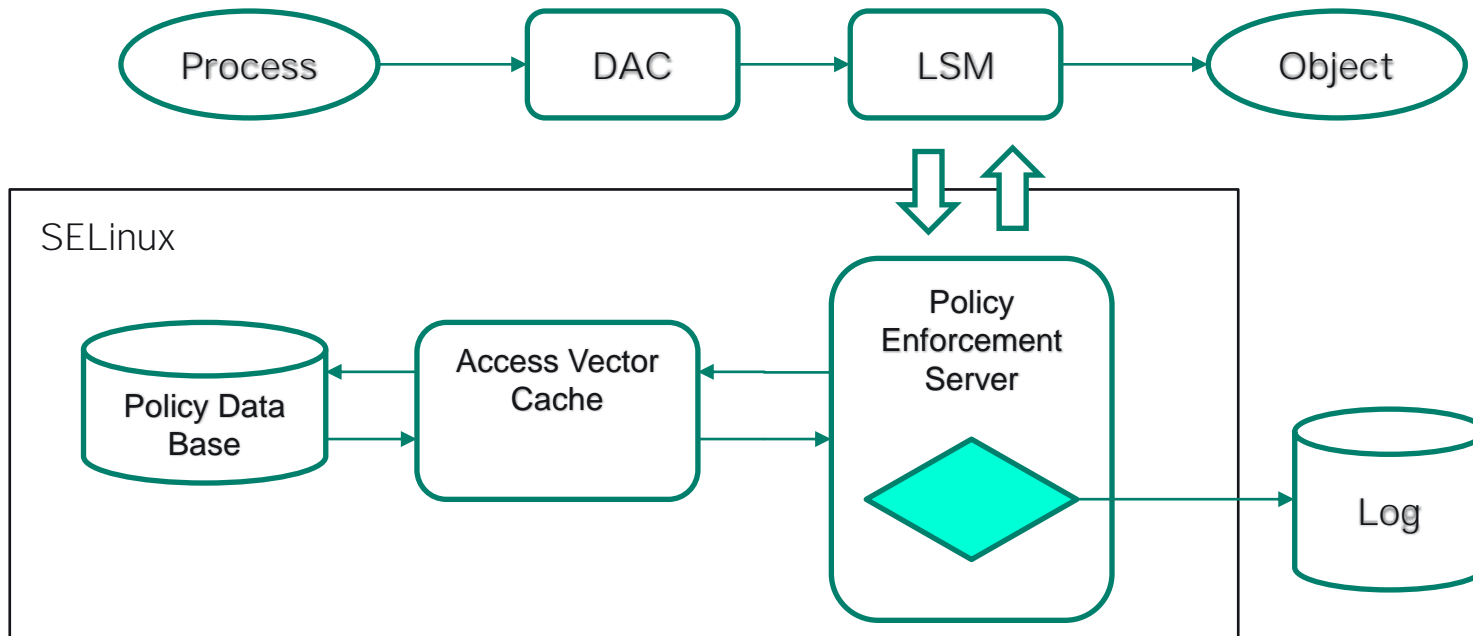 Process
DAC
LSM
Object
SELinux
Policy
Enforcement
Server
Access Vector
Cache
Policy Data
Base
Log